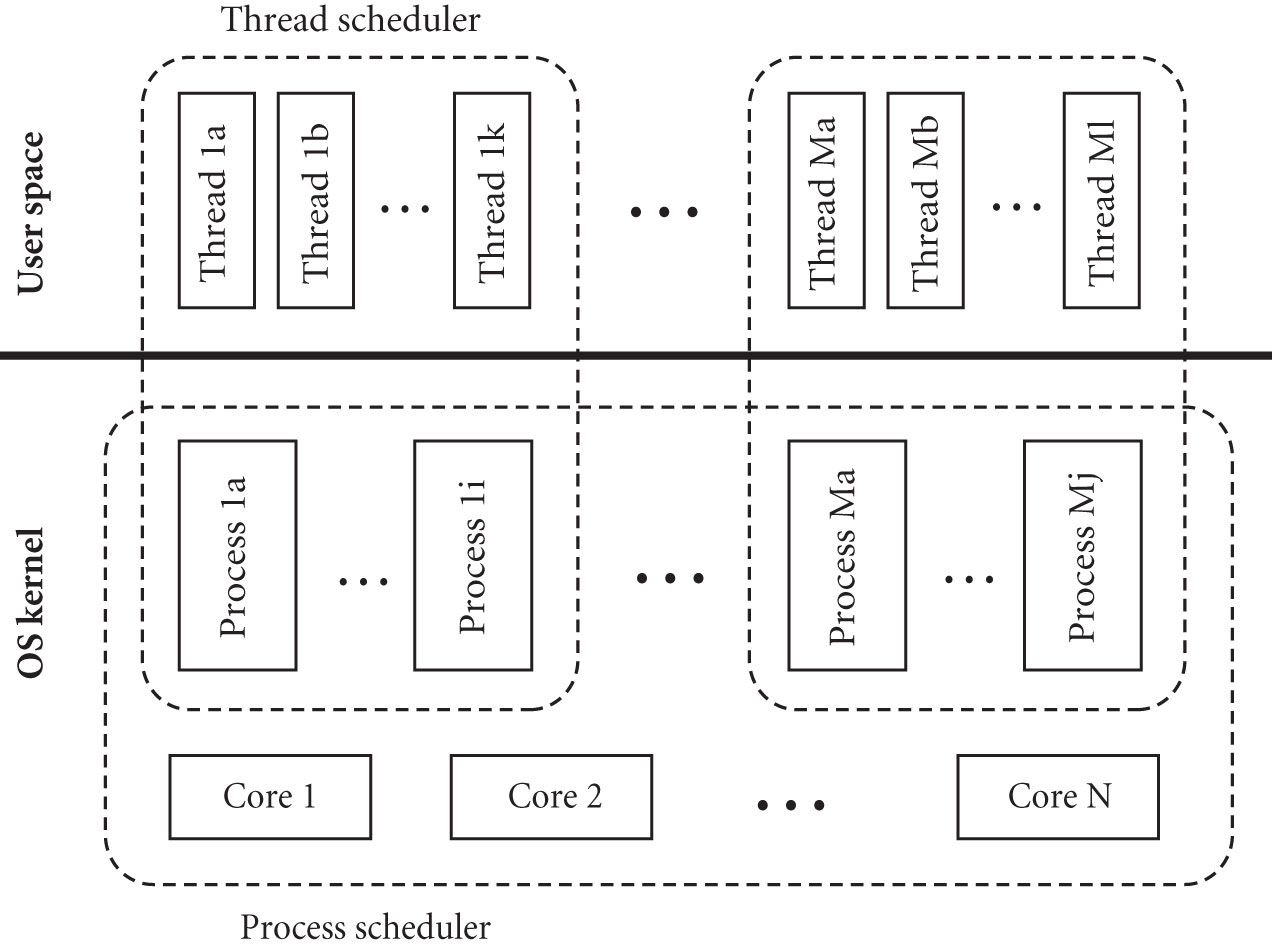 Thread scheduler
User space
Thread 1a
Thread 1b
...
Thread 1k
...
Thread Ma
Thread Mb
...
Thread Ml
OS kernel
Process 1a
...
Process 1i
...
Process Ma
...
Process Mj
Core 1
Core 2
...
Core N
Process scheduler